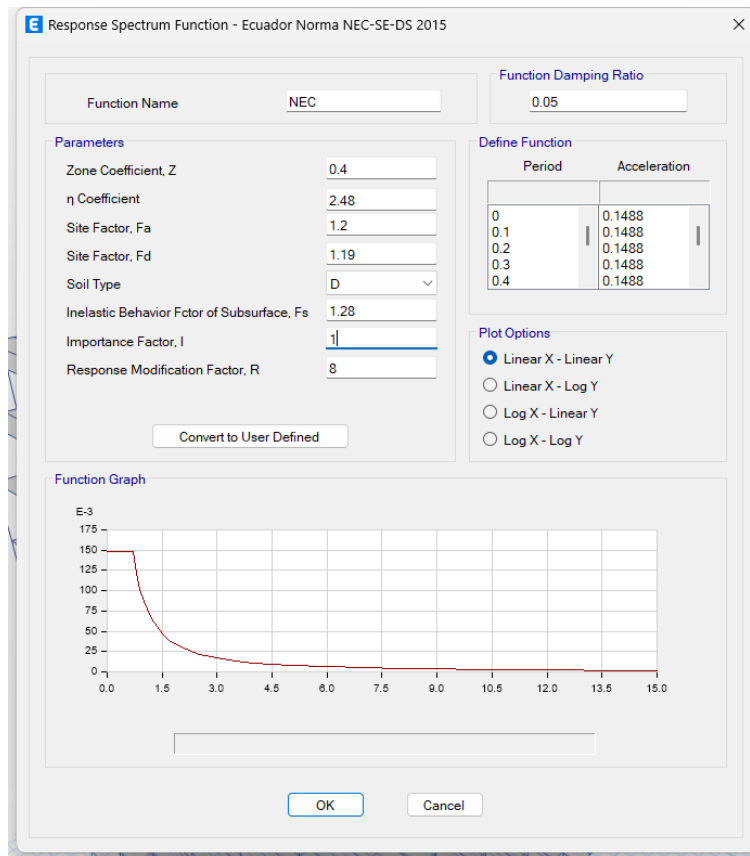 E Response Spectrum Function - Ecuador Norma NEC-SE-DS 2015
Function Name NEC
Function Damping Ratio
0.05
Parameters
Zone Coefficient, Z 0.4
η Coefficient 2.48
Site Factor, Fa 1.2
Site Factor, Fd 1.19
Soil Type D
Inelastic Behavior Fctor of Subsurface, Fs 1.28
Importance Factor, I 1
Response Modification Factor, R 8
Convert to User Defined
Define Function
Period Acceleration
0 0.1488
0.1 0.1488
0.2 0.1488
0.3 0.1488
0.4 0.1488
Plot Options
Linear X - Linear Y
Linear X - Log Y
Log X - Linear Y
Log X - Log Y
Function Graph
E-3
175
150
125
100
75
50
25
0
0.0 1.5 3.0 4.5 6.0 7.5 9.0 10.5 12.0 13.5 15.0
OK Cancel